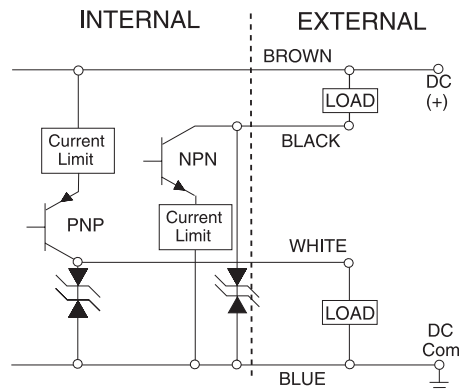 INTERNAL
EXTERNAL
BROWN
DC
(+)
LOAD
BLACK
Current
Limit
NPN
PNP
Current
Limit
WHITE
LOAD
DC
Com
BLUE